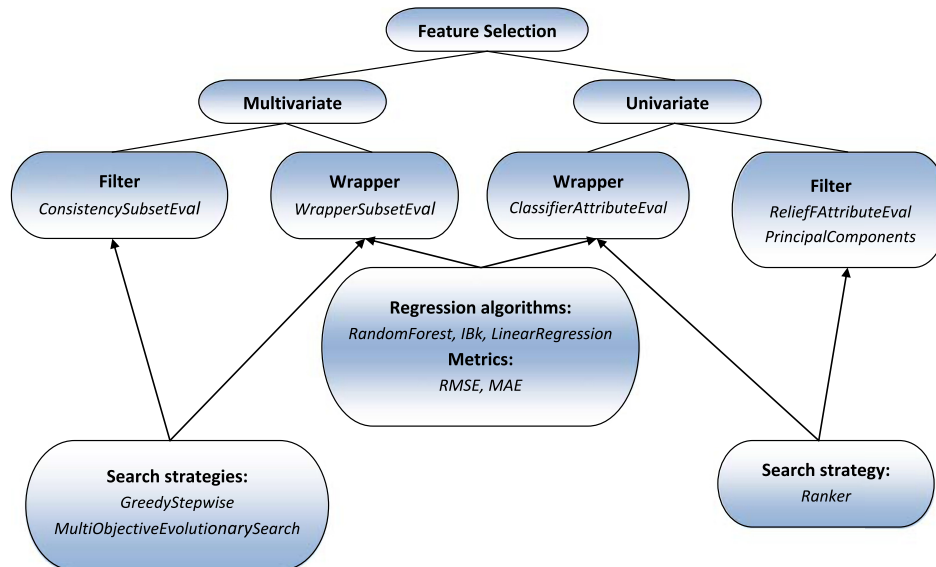 Feature Selection
Multivariate
Univariate
Filter
ConsistencySubsetEval
Wrapper
WrapperSubsetEval
Wrapper
ClassifierAttributeEval
Filter
ReliefFAttributeEval
PrincipalComponents
Regression algorithms:
RandomForest, IBk, LinearRegression
Metrics:
RMSE, MAE
Search strategies:
GreedyStepwise
MultiObjectiveEvolutionarySearch
Search strategy:
Ranker